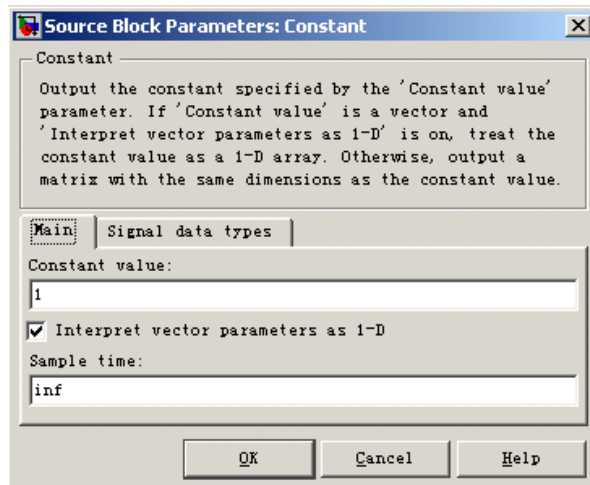 Source Block Parameters: Constant
Constant
Output the constant specified by the 'Constant value'
parameter. If 'Constant value' is a vector and
'Interpret vector parameters as 1-D' is on, treat the
constant value as a 1-D array. Otherwise, output a
matrix with the same dimensions as the constant value.
Main Signal data types
Constant value:
1
Interpret vector parameters as 1-D
Sample time:
inf
OK Cancel Help